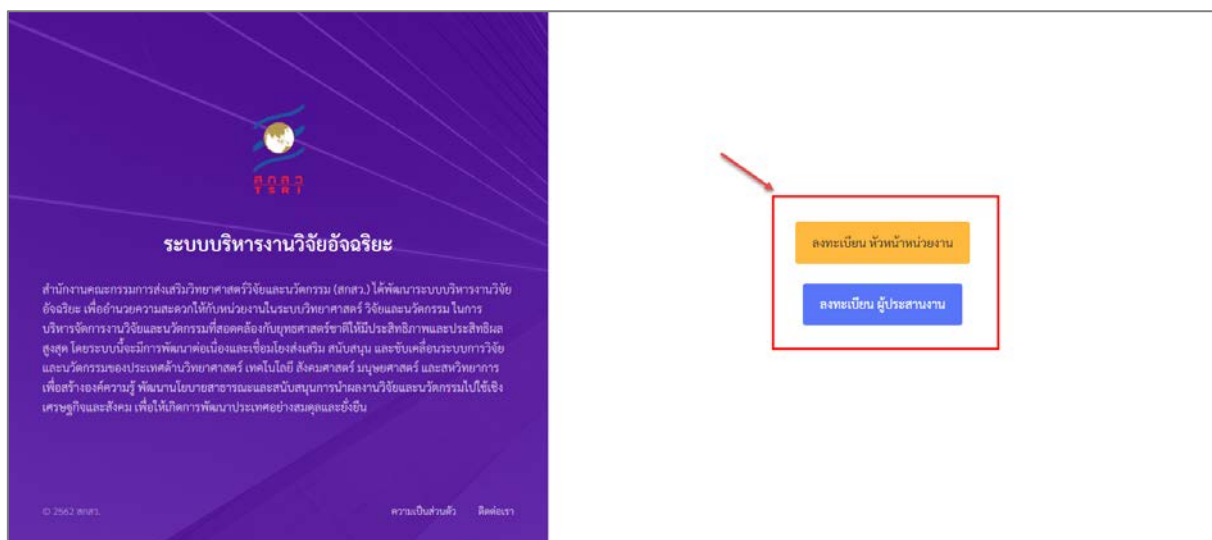 สกสว
TSRI
ระบบบริหารงานวิจัยอัจฉริยะ
สำนักงานคณะกรรมการส่งเสริมวิทยาศาสตร์วิจัยและนวัตกรรม (สกสว.) ได้พัฒนาระบบบริหารงานวิจัย
อัจฉริยะ เพื่ออำนวยความสะดวกให้กับหน่วยงานในระบบวิทยาศาสตร์ วิจัยและนวัตกรรม ในการ
บริหารจัดการงานวิจัยและนวัตกรรมที่สอดคล้องกับยุทธศาสตร์ชาติให้มีประสิทธิภาพและประสิทธิผล
สูงสุด โดยระบบนี้จะมีการพัฒนาต่อเนื่องและเชื่อมโยงส่งเสริม สนับสนุน และขับเคลื่อนระบบการวิจัย
และนวัตกรรมของประเทศด้านวิทยาศาสตร์ เทคโนโลยี สังคมศาสตร์ มนุษยศาสตร์ และสหวิทยาการ
เพื่อสร้างองค์ความรู้ พัฒนานโยบายสาธารณะและสนับสนุนการนำผลงานวิจัยและนวัตกรรมไปใช้เชิง
เศรษฐกิจและสังคม เพื่อให้เกิดการพัฒนาประเทศอย่างสมดุลและยั่งยืน
© 2562 สกสว.
ความเป็นส่วนตัว ติดต่อเรา
ลงทะเบียน หัวหน้าหน่วยงาน
ลงทะเบียน ผู้ประสานงาน